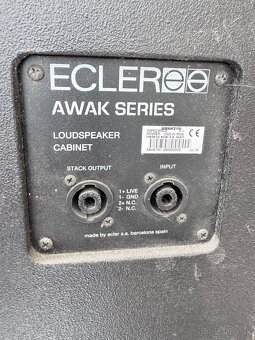 ECLER
AWAK SERIES
LOUDSPEAKER
CABINET
STACK OUTPUT
INPUT
1+ LIVE
1- GND
2+ N.C.
2- N.C.
made by ecler s.a. barcelona spain